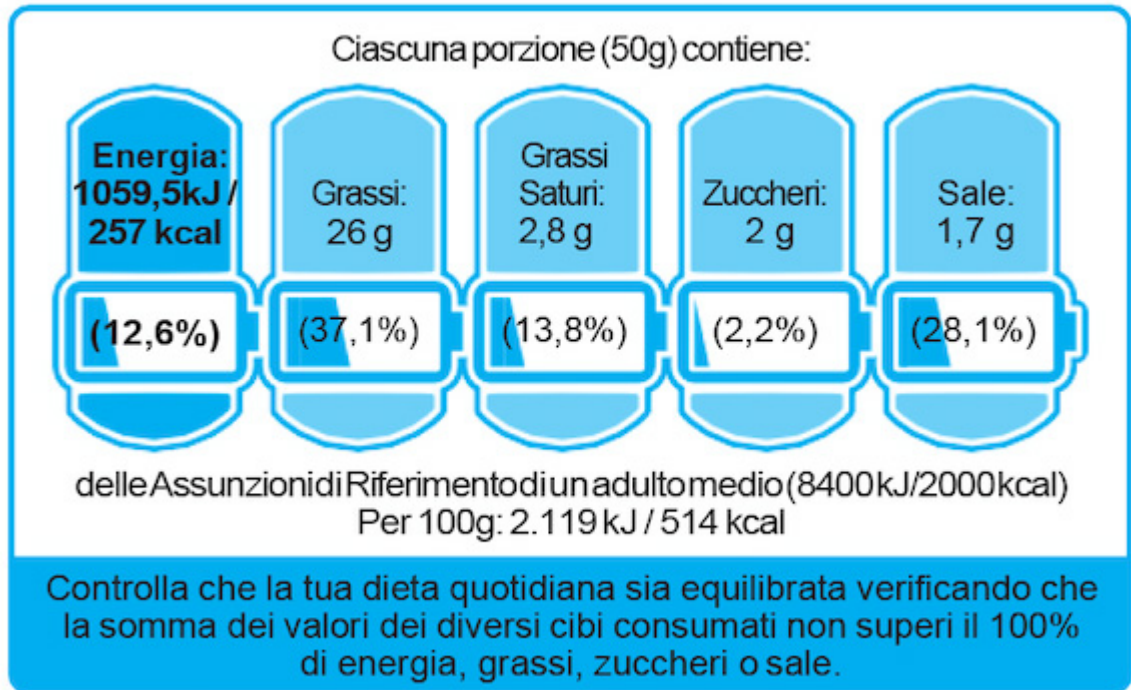 Ciascuna porzione (50g) contiene:
Energia:
1059,5kJ /
257 kcal
(12,6%)
Grassi:
26 g
(37,1%)
Grassi
Saturi:
2,8 g
(13,8%)
Zuccheri:
2 g
(2,2%)
Sale:
1,7 g
(28,1%)
delle Assunzioni di Riferimento di un adulto medio (8400 kJ/2000 kcal)
Per 100g: 2.119 kJ / 514 kcal
Controlla che la tua dieta quotidiana sia equilibrata verificando che
la somma dei valori dei diversi cibi consumati non superi il 100%
di energia, grassi, zuccheri o sale.